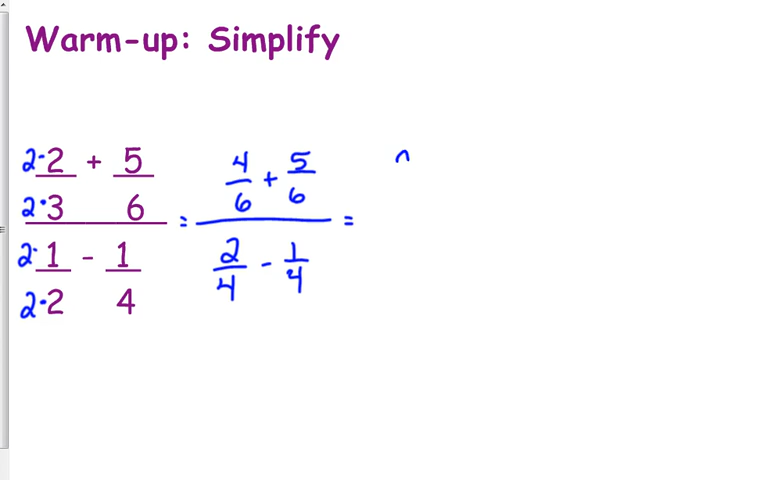 Warm-up: Simplify
2·2 + 5 4 + 5
2·3 6 = 6 6 =
2·1 - 1 2 - 1
2·2 4 4 4